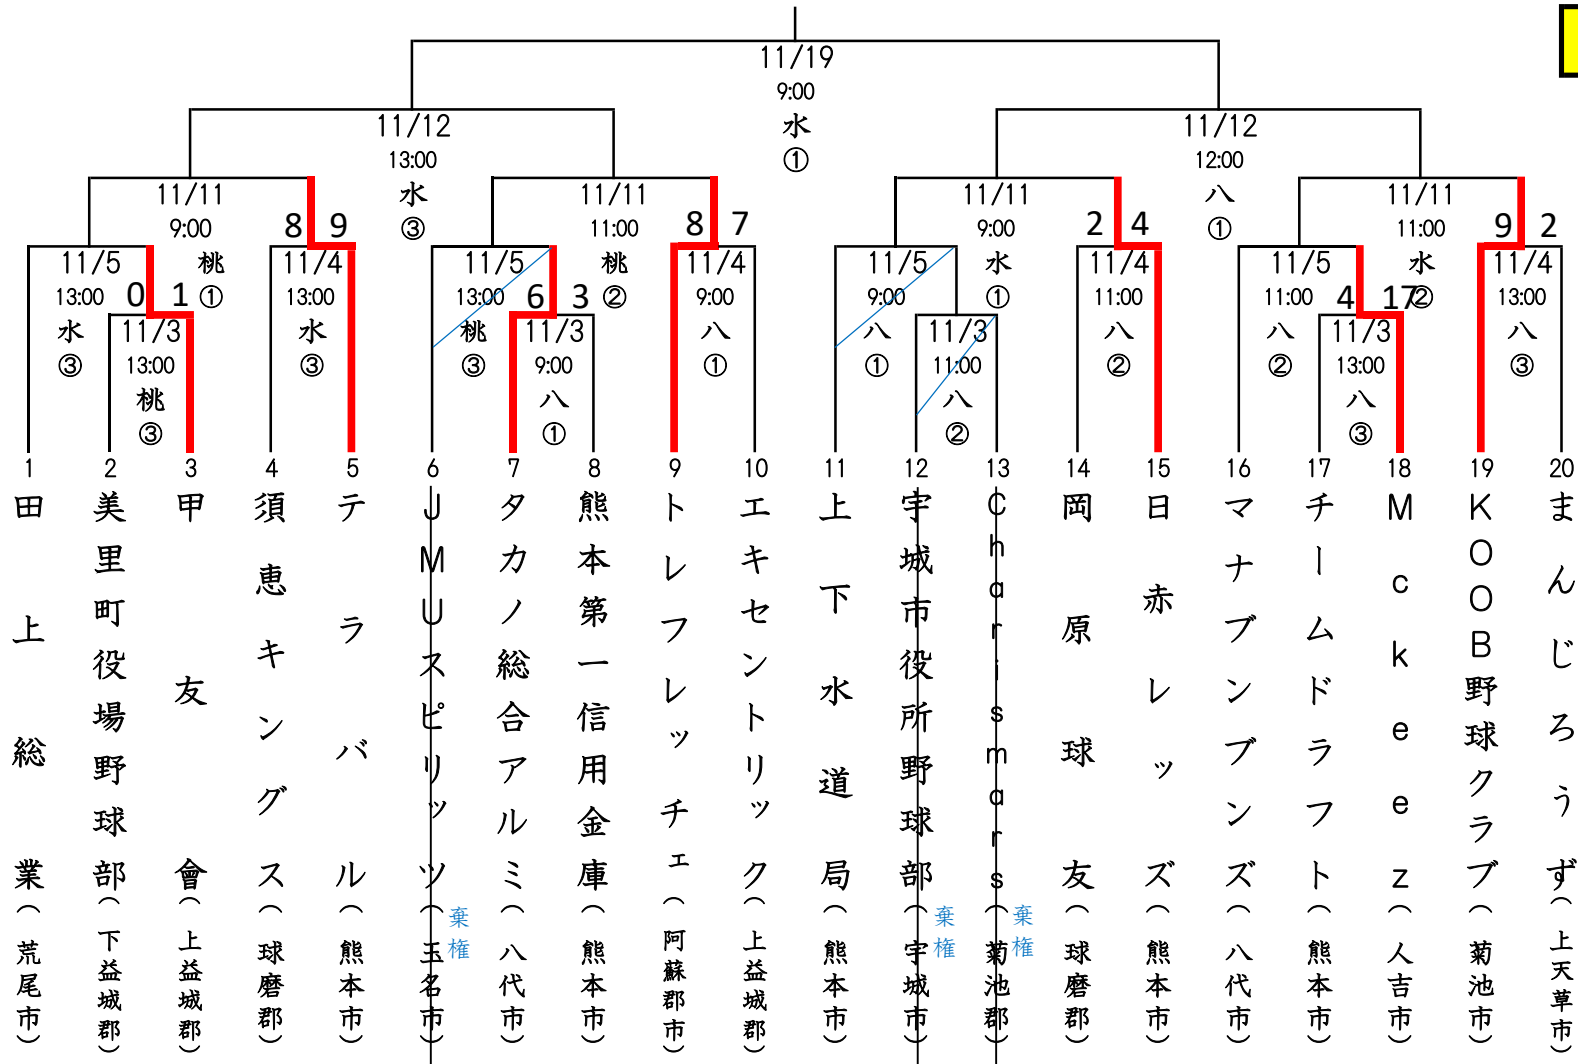 11/19
9:00
水
①
11/12
13:00
水
③
11/12
12:00
八
①
11/11
9:00
桃
①
11/11
11:00
桃
②
11/11
9:00
水
①
11/11
11:00
水
②
8 9
8 7
2 4
9 2
11/5
13:00
水
③
11/4
13:00
水
③
11/5
13:00
桃
③
11/4
9:00
八
①
11/5
9:00
八
①
11/4
11:00
八
②
11/5
11:00
八
②
11/4
13:00
八
③
0 1
6 3
4 17
11/3
13:00
桃
③
11/3
9:00
八
①
11/3
11:00
八
②
11/3
13:00
八
③
1 2 3 4 5 6 7 8 9 10 11 12 13 14 15 16 17 18 19 20
田上総業(荒尾市)
美里町役場野球部(下益城郡)
甲友會(上益城郡)
須恵キングス(球磨郡)
テラバル(熊本市)
JMUスピリッツ(玉名市)
棄権
タカノ総合アルミ(八代市)
熊本第一信用金庫(熊本市)
トレフレッチェ(阿蘇郡市)
エキセントリック(上益城郡)
上下水道局(熊本市)
宇城市役所野球部(宇城市)
棄権
Charismars(菊池郡)
棄権
岡原球友(球磨郡)
日赤レッズ(熊本市)
マナブンブンズ(八代市)
チームドラフト(熊本市)
Mckeeez(人吉市)
KOOB野球クラブ(菊池市)
まんじろうず(上天草市)